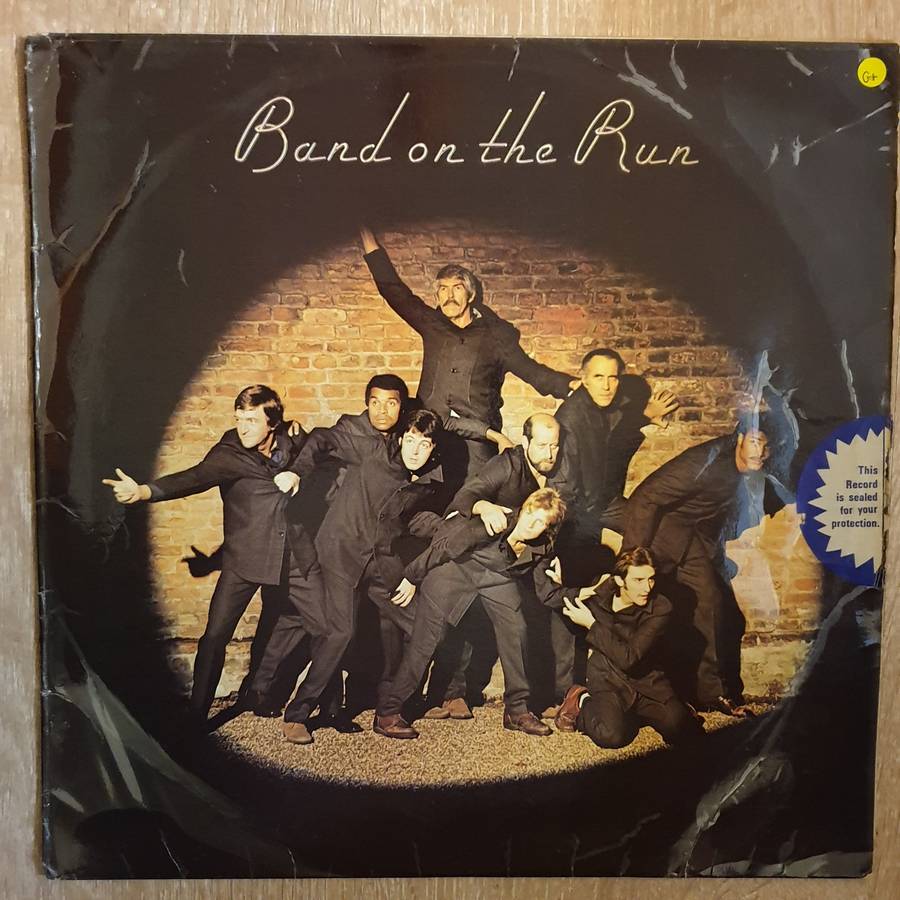 Band on the Run
G+
This
Record
is sealed
for your
protection.